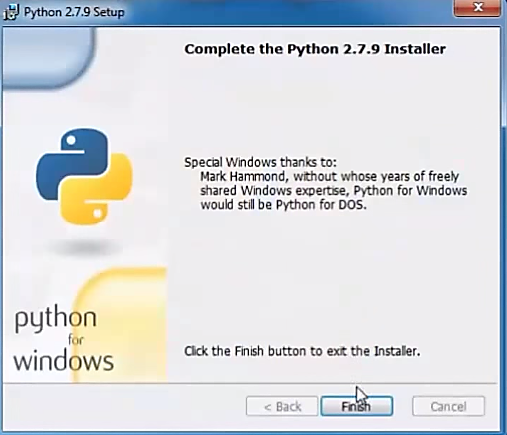 Python 2.7.9 Setup
Complete the Python 2.7.9 Installer
Special Windows thanks to:
Mark Hammond, without whose years of freely
shared Windows expertise, Python for Windows
would still be Python for DOS.
python
for
windows
Click the Finish button to exit the Installer.
< Back
Finish
Cancel